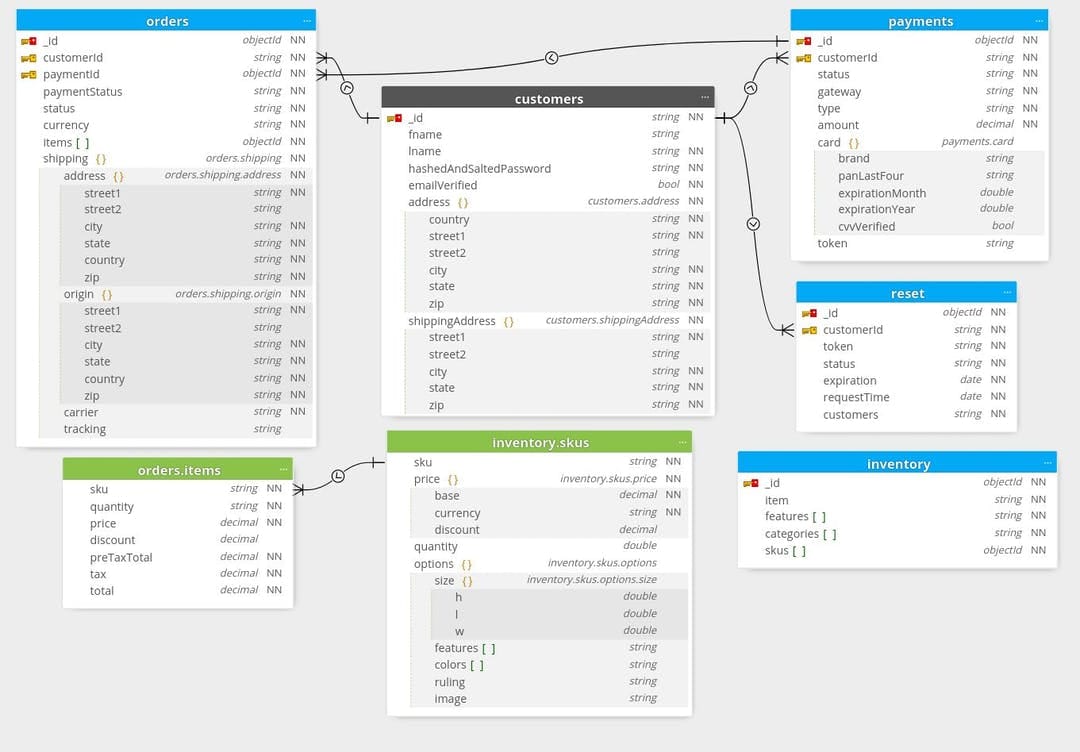 orders ...
_id objectId NN
customerId string NN
paymentId objectId NN
paymentStatus string NN
status string NN
currency string NN
items [ ] objectId NN
shipping {} orders.shipping NN
address {} orders.shipping.address NN
street1 string NN
street2 string
city string NN
state string NN
country string NN
zip string NN
origin {} orders.shipping.origin NN
street1 string NN
street2 string
city string NN
state string NN
country string NN
zip string NN
carrier string NN
tracking string
customers ...
_id string NN
fname string
lname string NN
hashedAndSaltedPassword string NN
emailVerified bool NN
address {} customers.address NN
country string NN
street1 string NN
street2 string
city string NN
state string NN
zip string NN
shippingAddress {} customers.shippingAddress NN
street1 string NN
street2 string
city string NN
state string NN
zip string NN
payments ...
_id objectId NN
customerId string NN
status string NN
gateway string NN
type string NN
amount decimal NN
card {} payments.card
brand string
panLastFour string
expirationMonth double
expirationYear double
cvvVerified bool
token string
reset ...
_id objectId NN
customerId string NN
token string NN
status string NN
expiration date NN
requestTime date NN
customers string NN
orders.items ...
sku string NN
quantity string NN
price decimal NN
discount decimal
preTaxTotal decimal NN
tax decimal NN
total decimal NN
inventory.skus ...
sku string NN
price {} inventory.skus.price NN
base decimal NN
currency string NN
discount decimal
quantity double
options {} inventory.skus.options
size {} inventory.skus.options.size
h double
l double
w double
features [ ] string
colors [ ] string
ruling string
image string
inventory ...
_id objectId NN
item string NN
features [ ] string NN
categories [ ] string NN
skus [ ] objectId NN